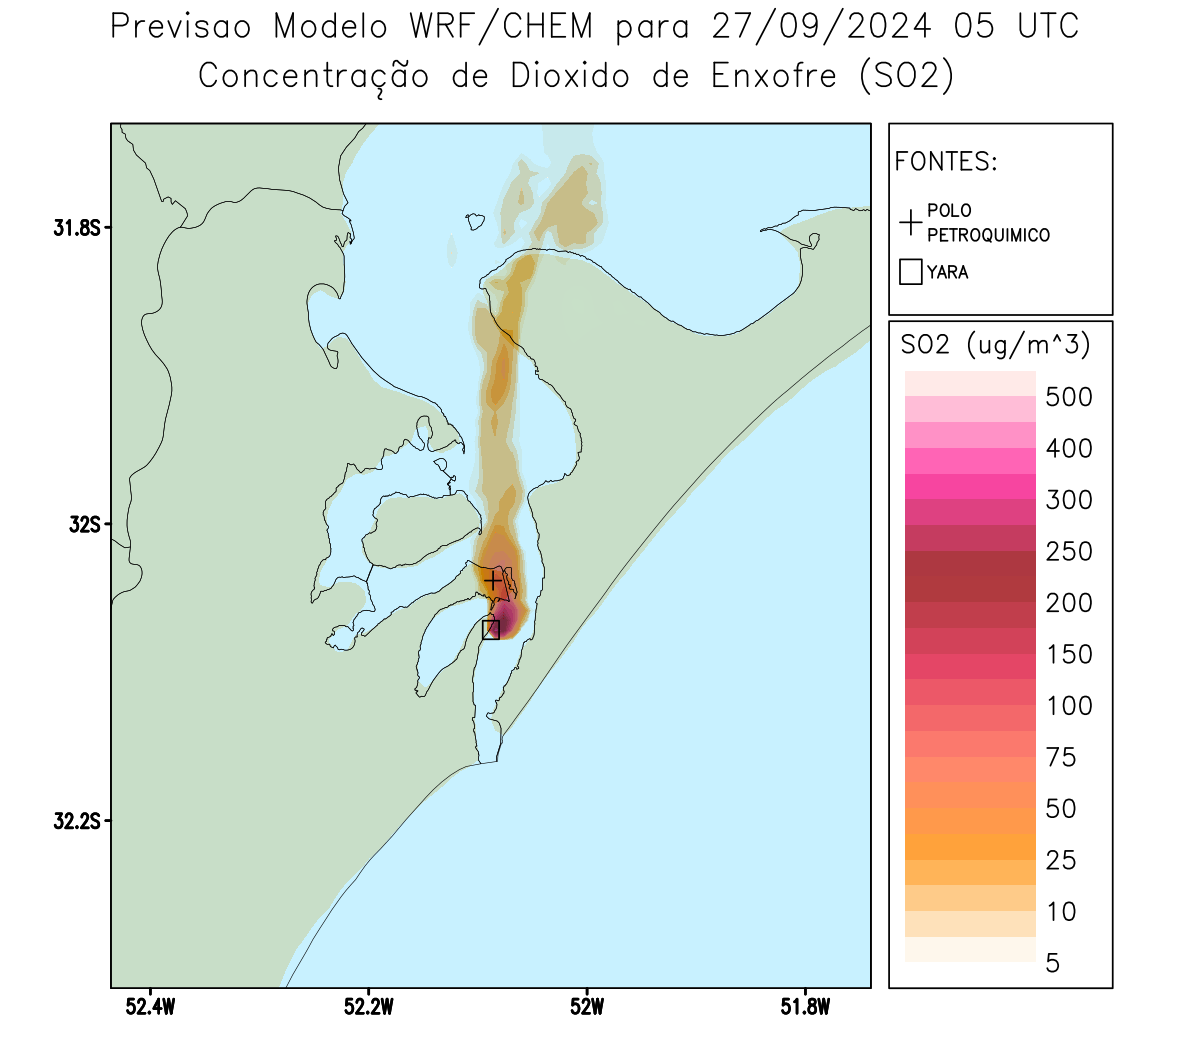 Previsao Modelo WRF/CHEM para 27/09/2024 05 UTC
Concentração de Dioxido de Enxofre (SO2)
FONTES:
POLO
PETROQUIMICO
YARA
31.8S
32S
32.2S
52.4W
52.2W
52W
51.8W
SO2 (ug/m^3)
500
400
300
250
200
150
100
75
50
25
10
5